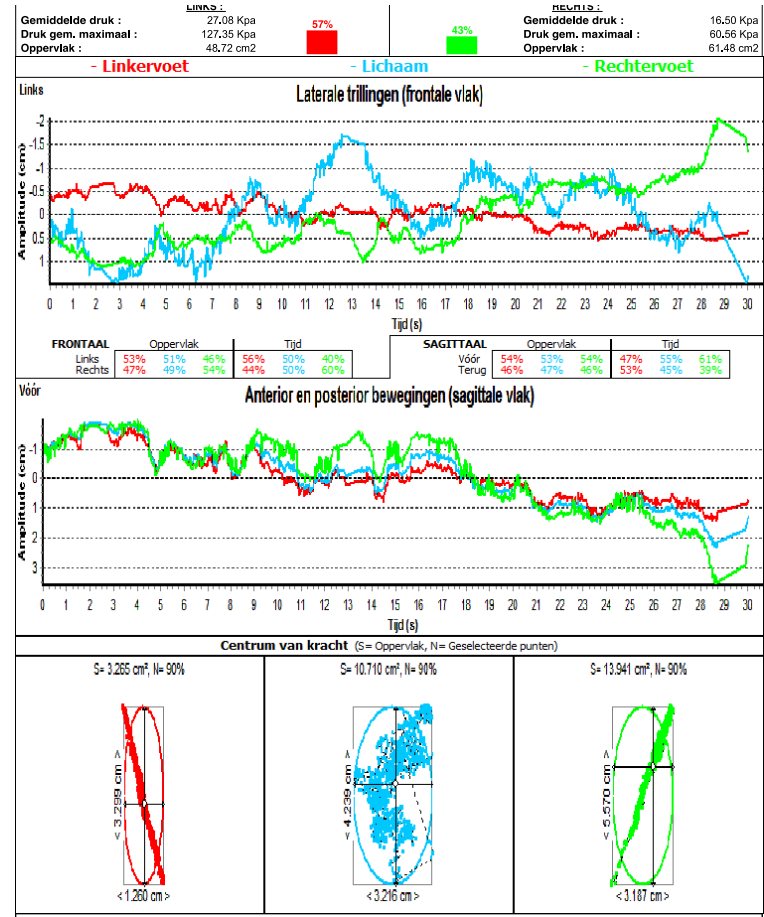 LINKS :
Gemiddelde druk : 27.08 Kpa
Druk gem. maximaal : 127.35 Kpa
Oppervlak : 48.72 cm2
57%
43%
RECHTS :
Gemiddelde druk : 16.50 Kpa
Druk gem. maximaal : 60.56 Kpa
Oppervlak : 61.48 cm2
- Linkervoet - Lichaam - Rechtervoet
Links
Laterale trillingen (frontale vlak)
Amplitude (cm)
-2
-1.5
-1
-0.5
0
0.5
1
0 1 2 3 4 5 6 7 8 9 10 11 12 13 14 15 16 17 18 19 20 21 22 23 24 25 26 27 28 29 30
Tijd (s)
FRONTAAL Oppervlak Tijd
Links 53% 51% 46% 56% 50% 40%
Rechts 47% 49% 54% 44% 50% 60%
SAGITTAAL Oppervlak Tijd
Vóór 54% 53% 54% 47% 55% 61%
Terug 46% 47% 46% 53% 45% 39%
Vóór
Anterior en posterior bewegingen (sagittale vlak)
Amplitude (cm)
-1
0
1
2
3
0 1 2 3 4 5 6 7 8 9 10 11 12 13 14 15 16 17 18 19 20 21 22 23 24 25 26 27 28 29 30
Tijd (s)
Centrum van kracht (S= Oppervlak, N= Geselecteerde punten)
S= 3.265 cm², N= 90%
< 3.299 cm >
< 1.260 cm >
S= 10.710 cm², N= 90%
< 4.239 cm >
< 3.216 cm >
S= 13.941 cm², N= 90%
< 5.570 cm >
< 3.187 cm >